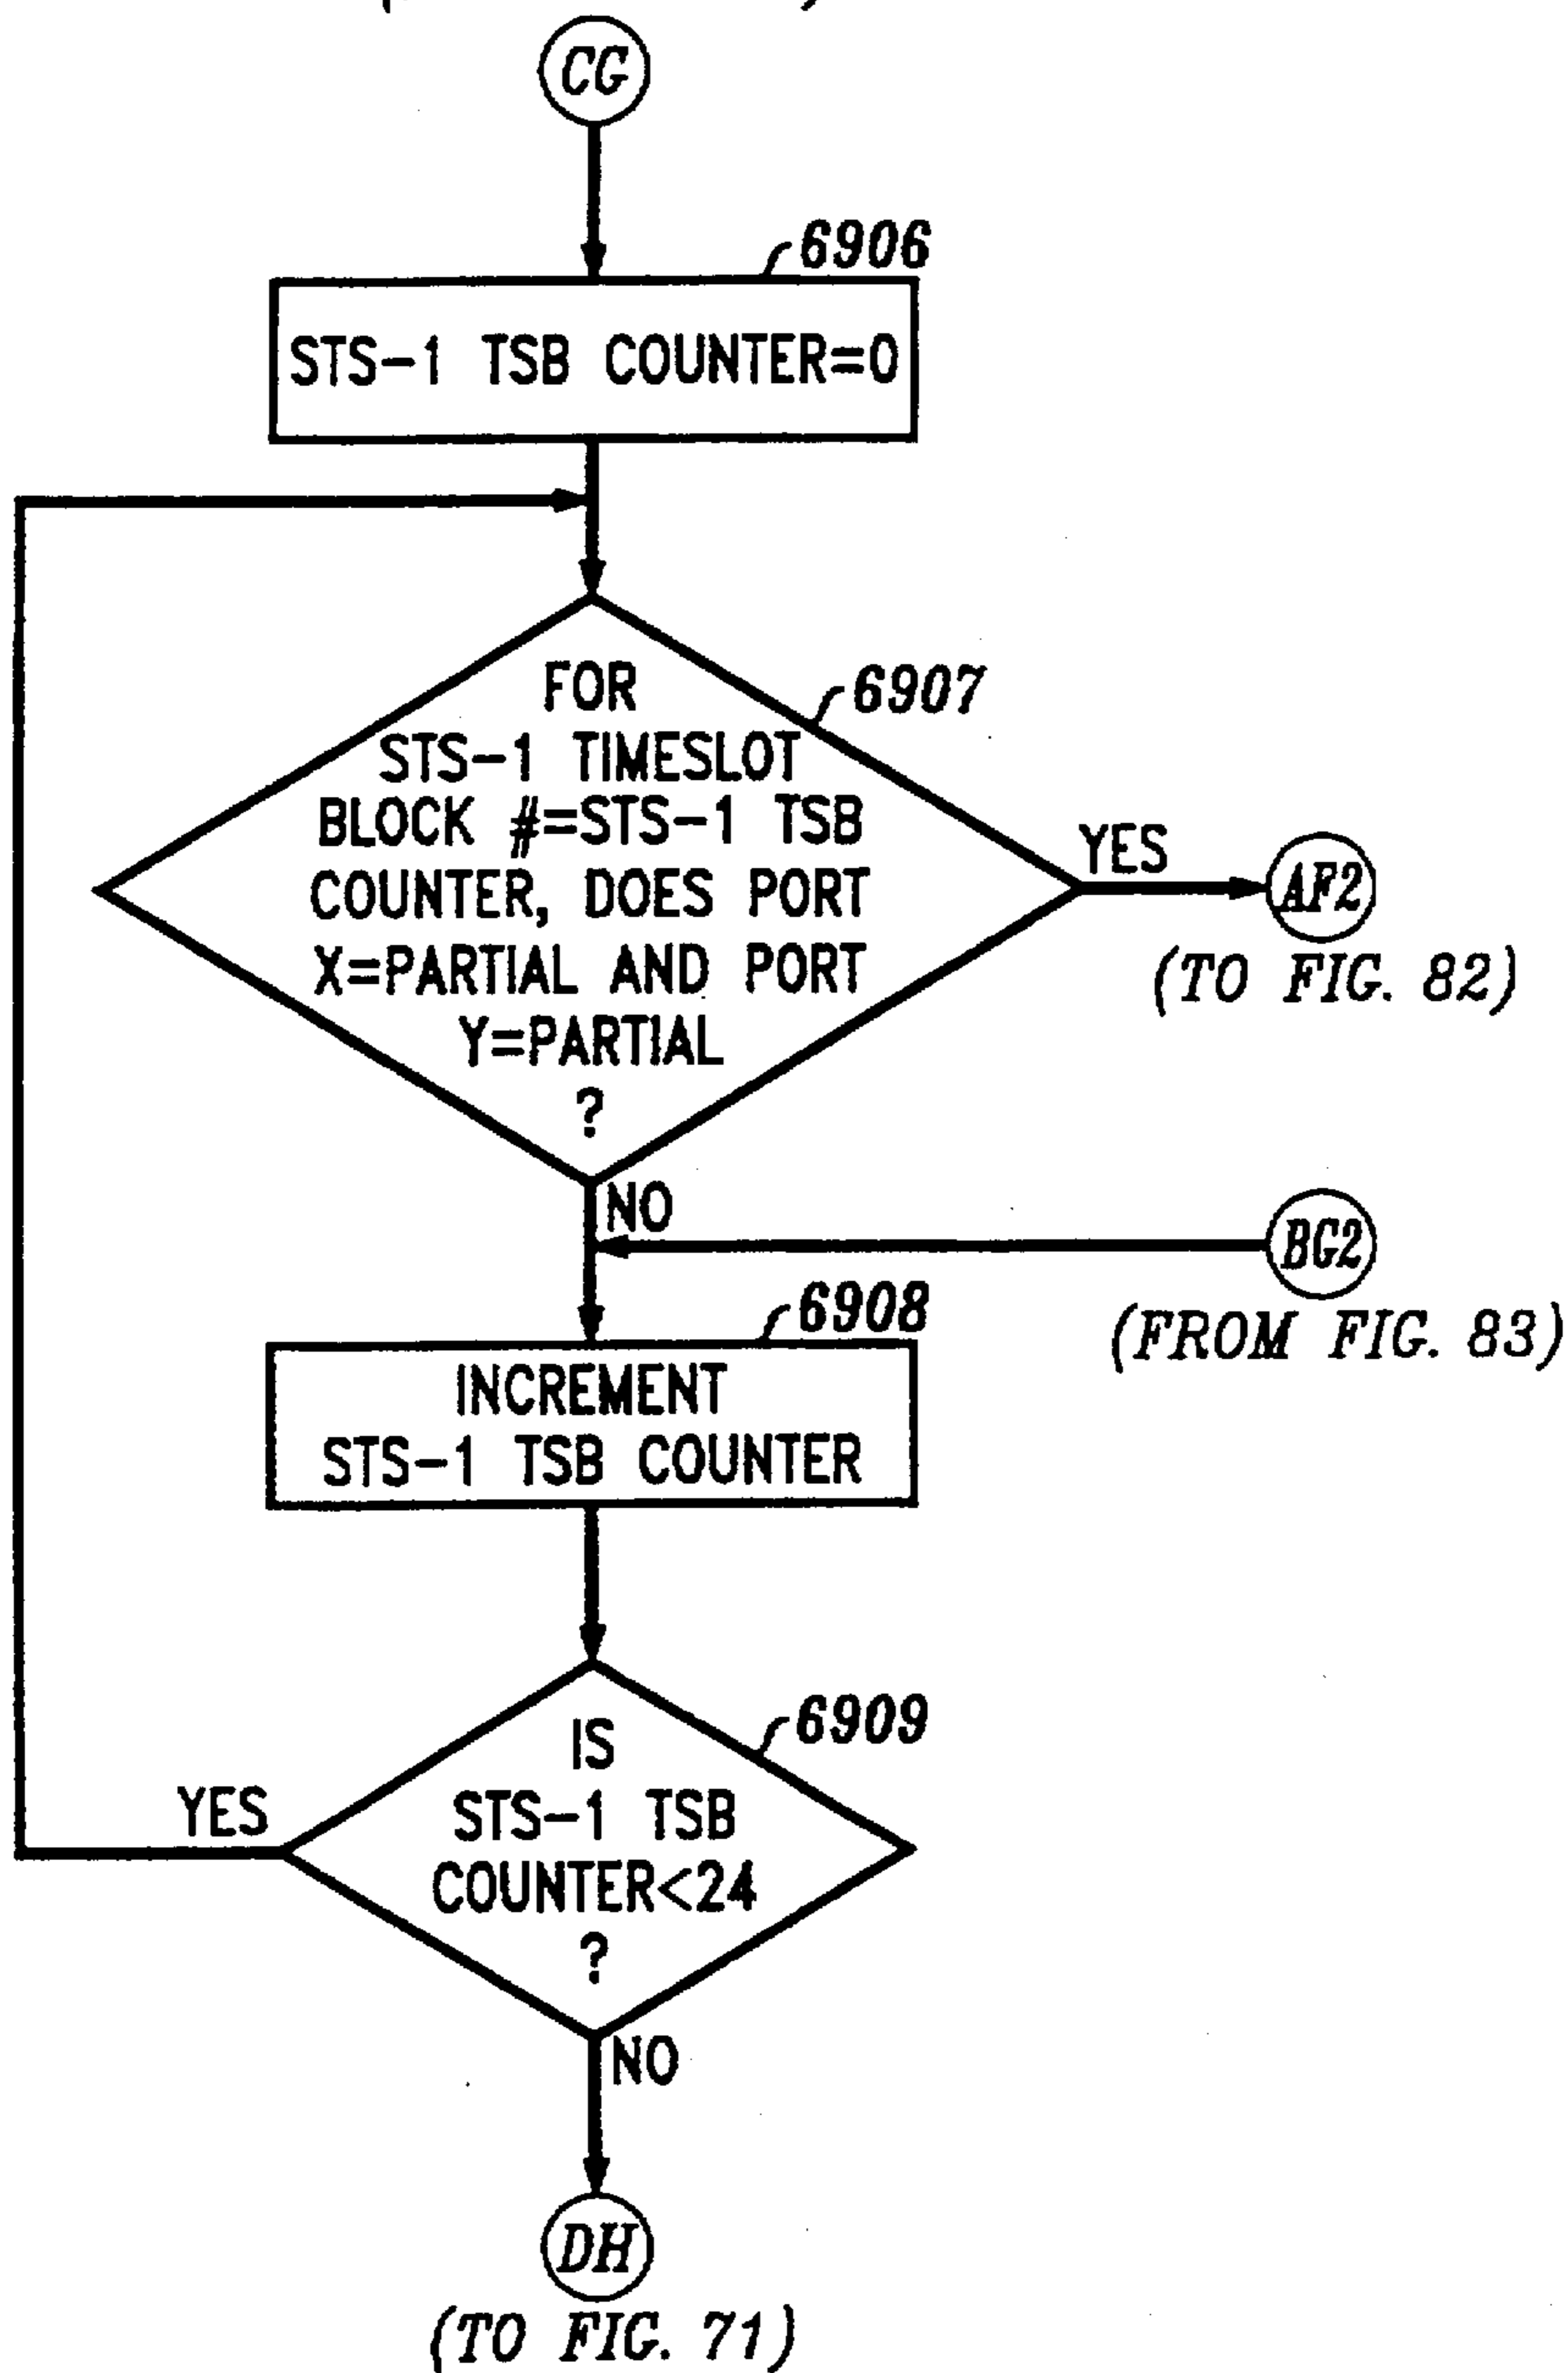 CG
6906
STS-1 TSB COUNTER=0
FOR
6907
STS-1 TIMESLOT
BLOCK #=STS-1 TSB
COUNTER, DOES PORT
X=PARTIAL AND PORT
Y=PARTIAL
?
YES
AF2
(TO FIG. 82)
NO
BG2
(FROM FIG. 83)
6908
INCREMENT
STS-1 TSB COUNTER
6909
IS
STS-1 TSB
COUNTER<24
?
YES
NO
DH
(TO FIG. 71)